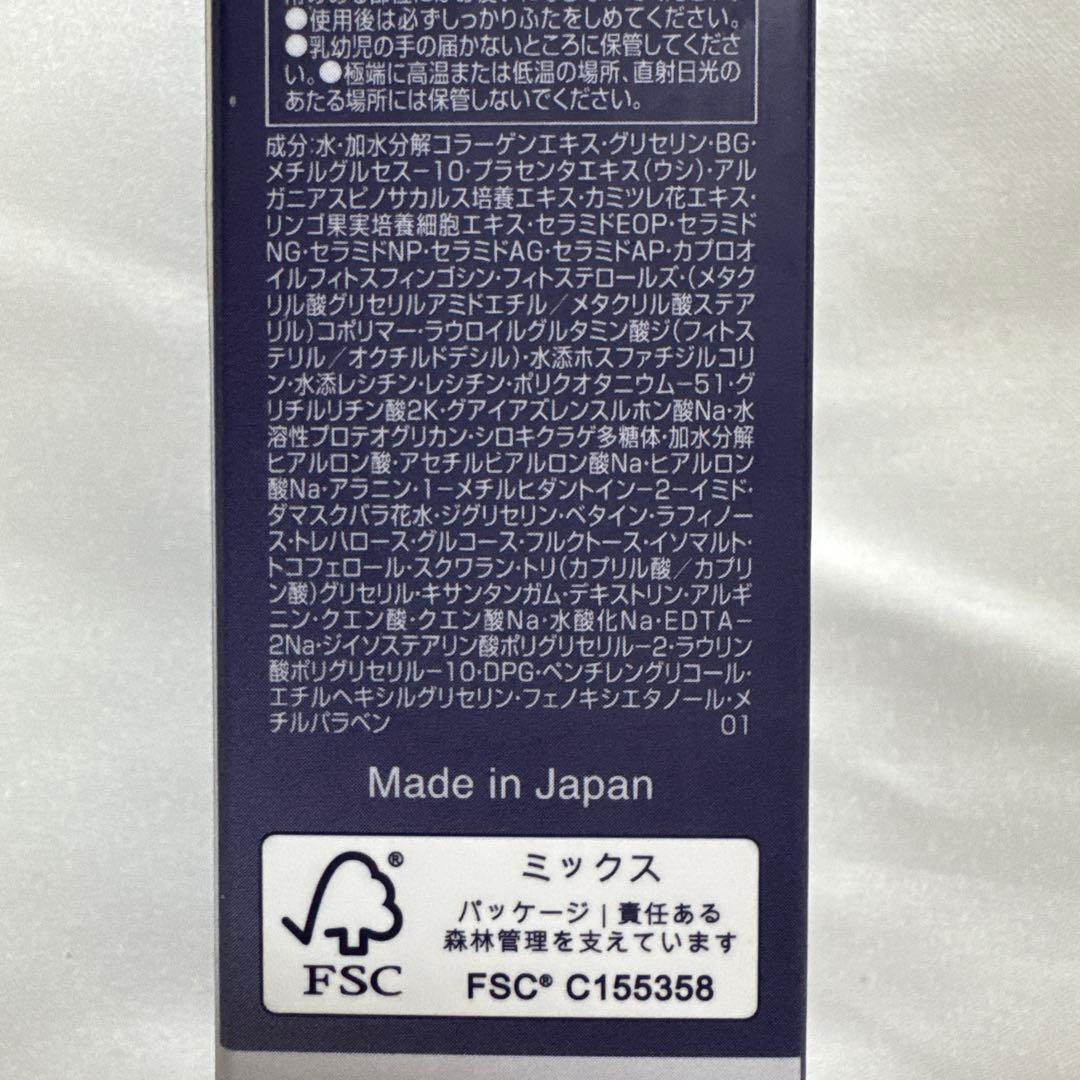 ●使用後は必ずしっかりふたをしめてください。
●乳幼児の手の届かないところに保管してくださ
い。●極端に高温または低温の場所、直射日光の
あたる場所には保管しないでください。
成分:水・加水分解コラーゲンエキス・グリセリン・BG・
メチルグルセス－10・プラセンタエキス(ウシ)・アル
ガニアスピノサカルス培養エキス・カミツレ花エキス・
リンゴ果実培養細胞エキス・セラミドEOP・セラミド
NG・セラミドNP・セラミドAG・セラミドAP・カプロオ
イルフィトスフィンゴシン・フィトステロールズ・(メタク
リル酸グリセリルアミドエチル／メタクリル酸ステア
リル)コポリマー・ラウロイルグルタミン酸ジ(フィトス
テリル／オクチルドデシル)・水添ホスファチジルコリ
ン・水添レシチン・レシチン・ポリクオタニウム－51・グ
リチルリチン酸2K・グアイアズレンスルホン酸Na・水
溶性プロテオグリカン・シロキクラゲ多糖体・加水分解
ヒアルロン酸・アセチルヒアルロン酸Na・ヒアルロン
酸Na・アラニン・1－メチルヒダントイン－2－イミド・
ダマスクバラ花水・ジグリセリン・ベタイン・ラフィノー
ス・トレハロース・グルコース・フルクトース・イソマルト・
トコフェロール・スクワラン・トリ(カプリル酸／カプリ
ン酸)グリセリル・キサンタンガム・デキストリン・アルギ
ニン・クエン酸・クエン酸Na・水酸化Na・EDTA－
2Na・ジイソステアリン酸ポリグリセリル－2・ラウリン
酸ポリグリセリル－10・DPG・ペンチレングリコール・
エチルヘキシルグリセリン・フェノキシエタノール・メ
チルパラベン 01
Made in Japan
®
FSC
ミックス
パッケージ | 責任ある
森林管理を支えています
FSC® C155358